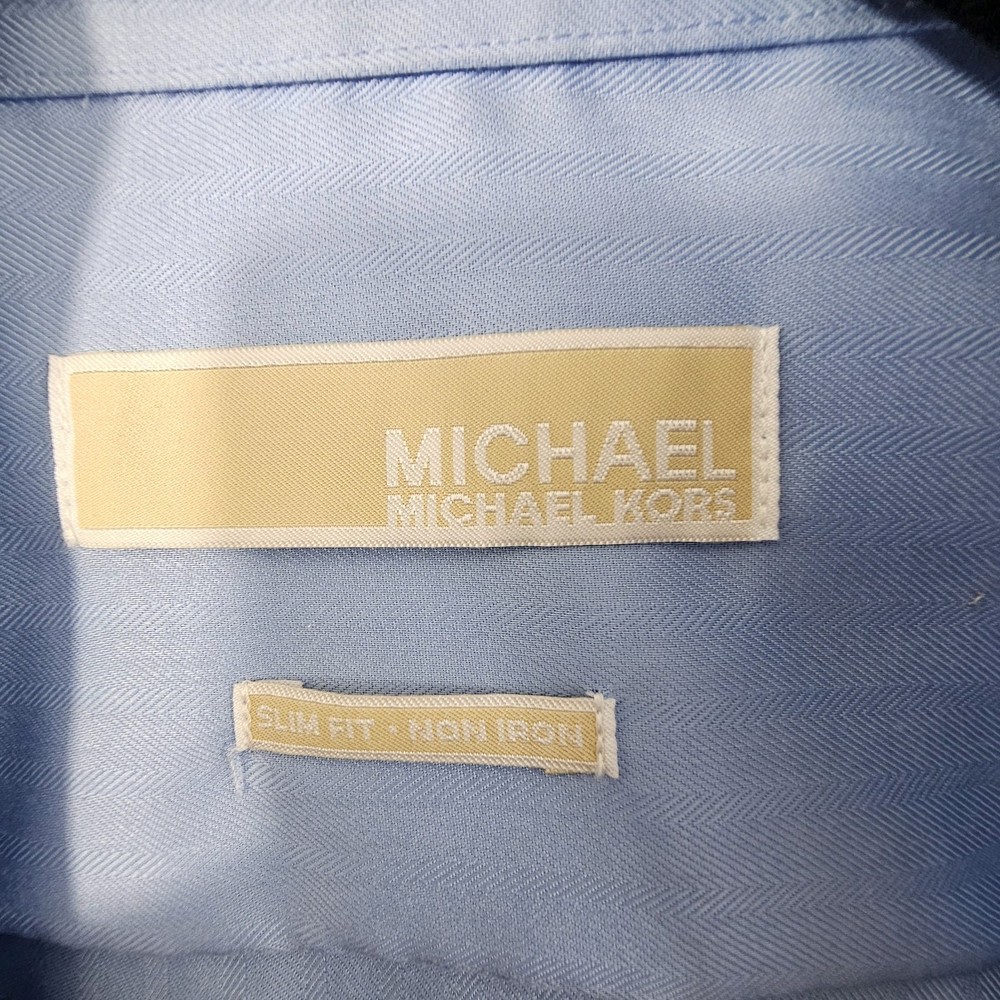 MICHAEL
MICHAEL KORS
SLIM FIT • NON IRON